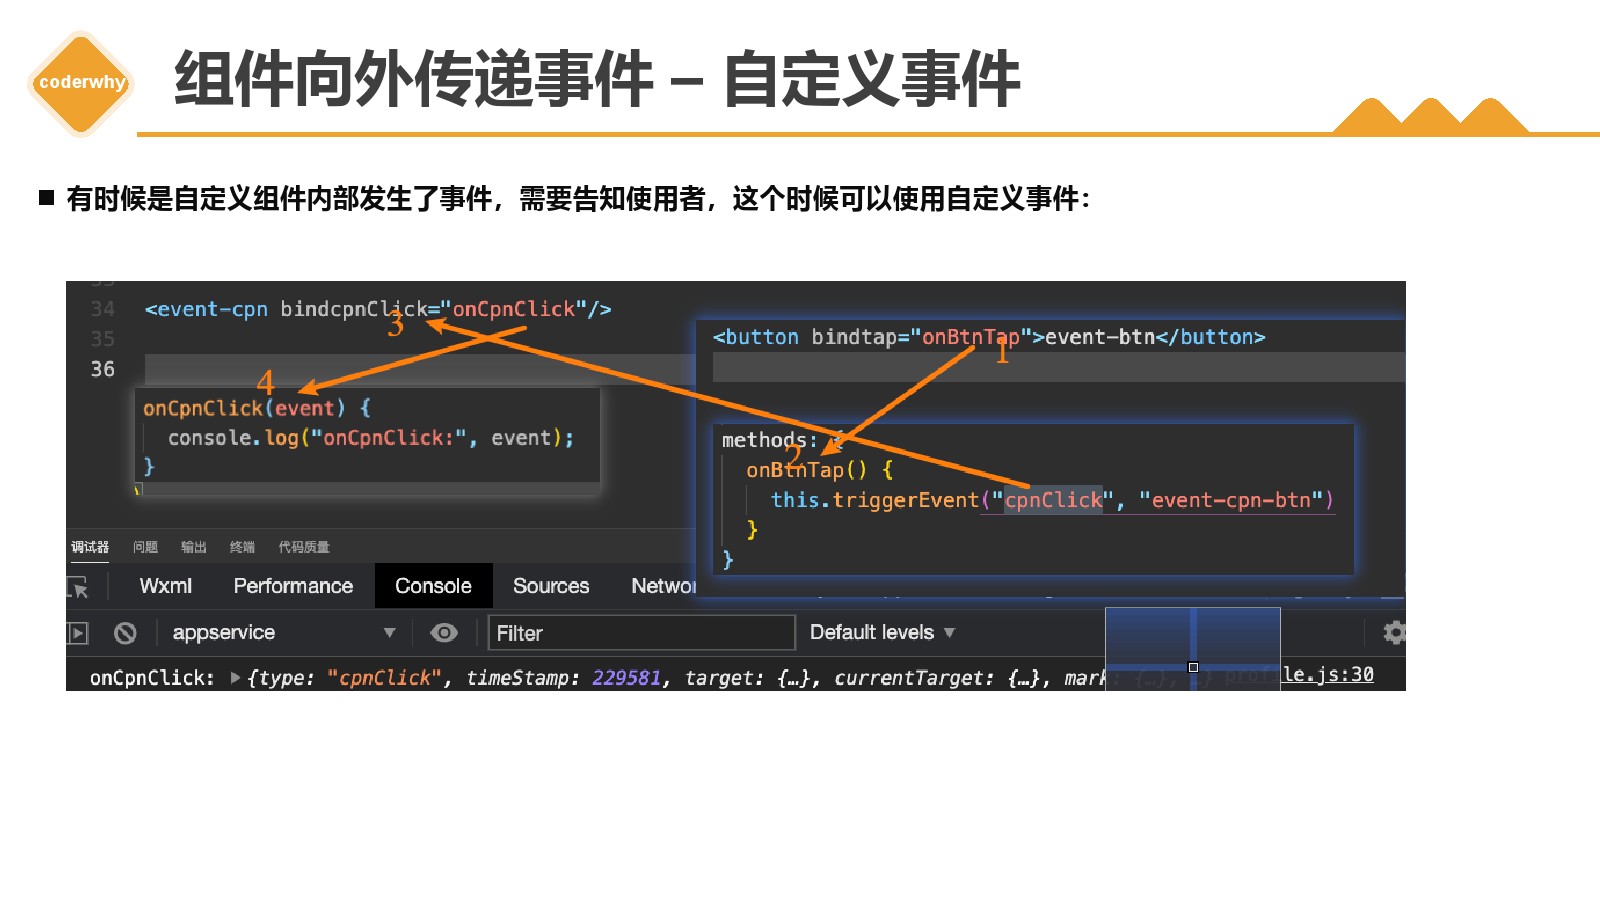 coderwhy
组件向外传递事件 – 自定义事件
有时候是自定义组件内部发生了事件，需要告知使用者，这个时候可以使用自定义事件：
34 <event-cpn bindcpnClick="onCpnClick"/>
35
36
3
4
onCpnClick(event) {
console.log("onCpnClick:", event);
}
<button bindtap="onBtnTap">event-btn</button>
1
methods: {
2
onBtnTap() {
this.triggerEvent("cpnClick", "event-cpn-btn")
}
}
调试器 问题 输出 终端 代码质量
Wxml Performance Console Sources
appservice Filter Default levels
onCpnClick: {type: "cpnClick", timeStamp: 229581, target: {…}, currentTarget: {…}, mark: {…}, …} profile.js:30